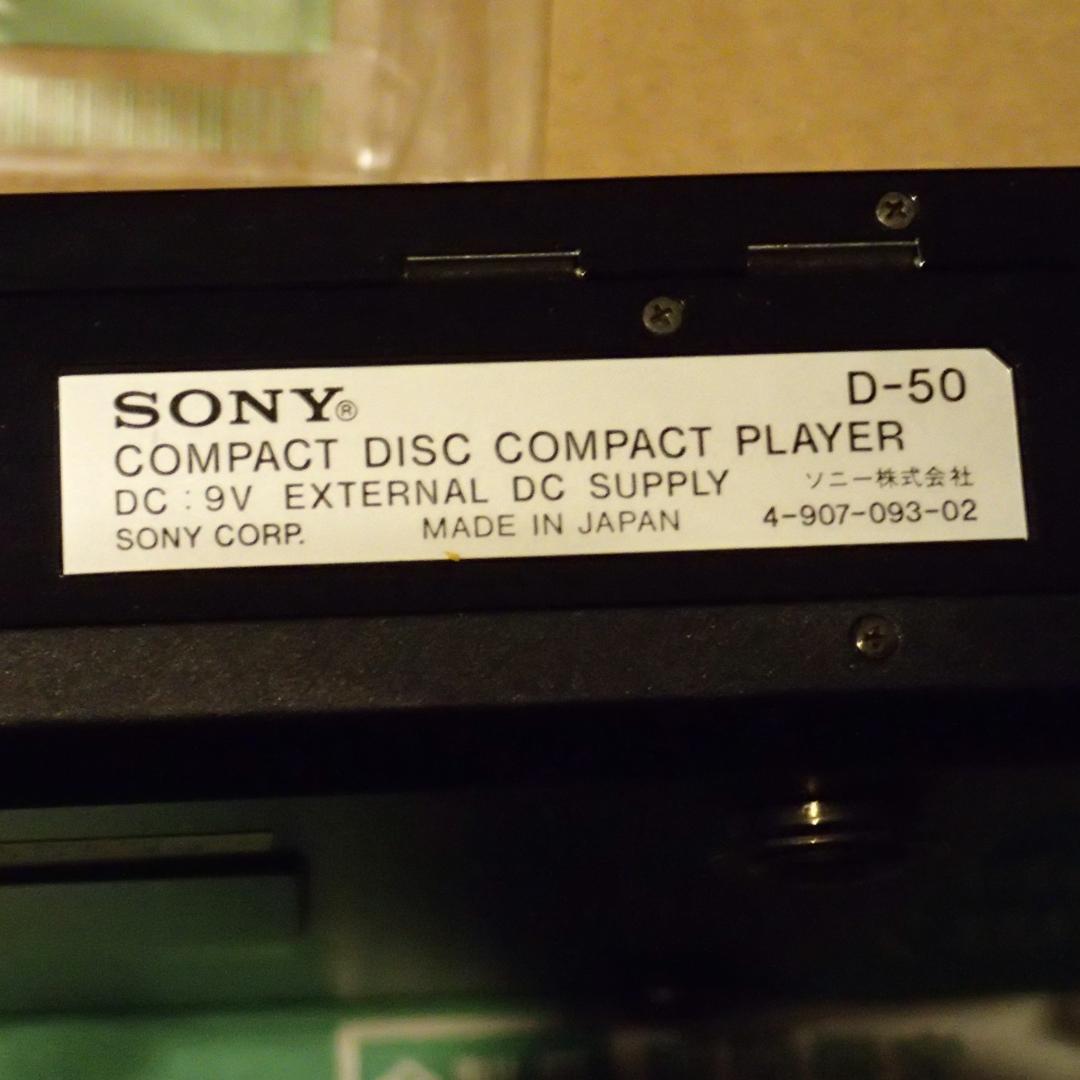 SONY® D-50
COMPACT DISC COMPACT PLAYER
DC : 9V EXTERNAL DC SUPPLY ソニー株式会社
SONY CORP. MADE IN JAPAN 4-907-093-02